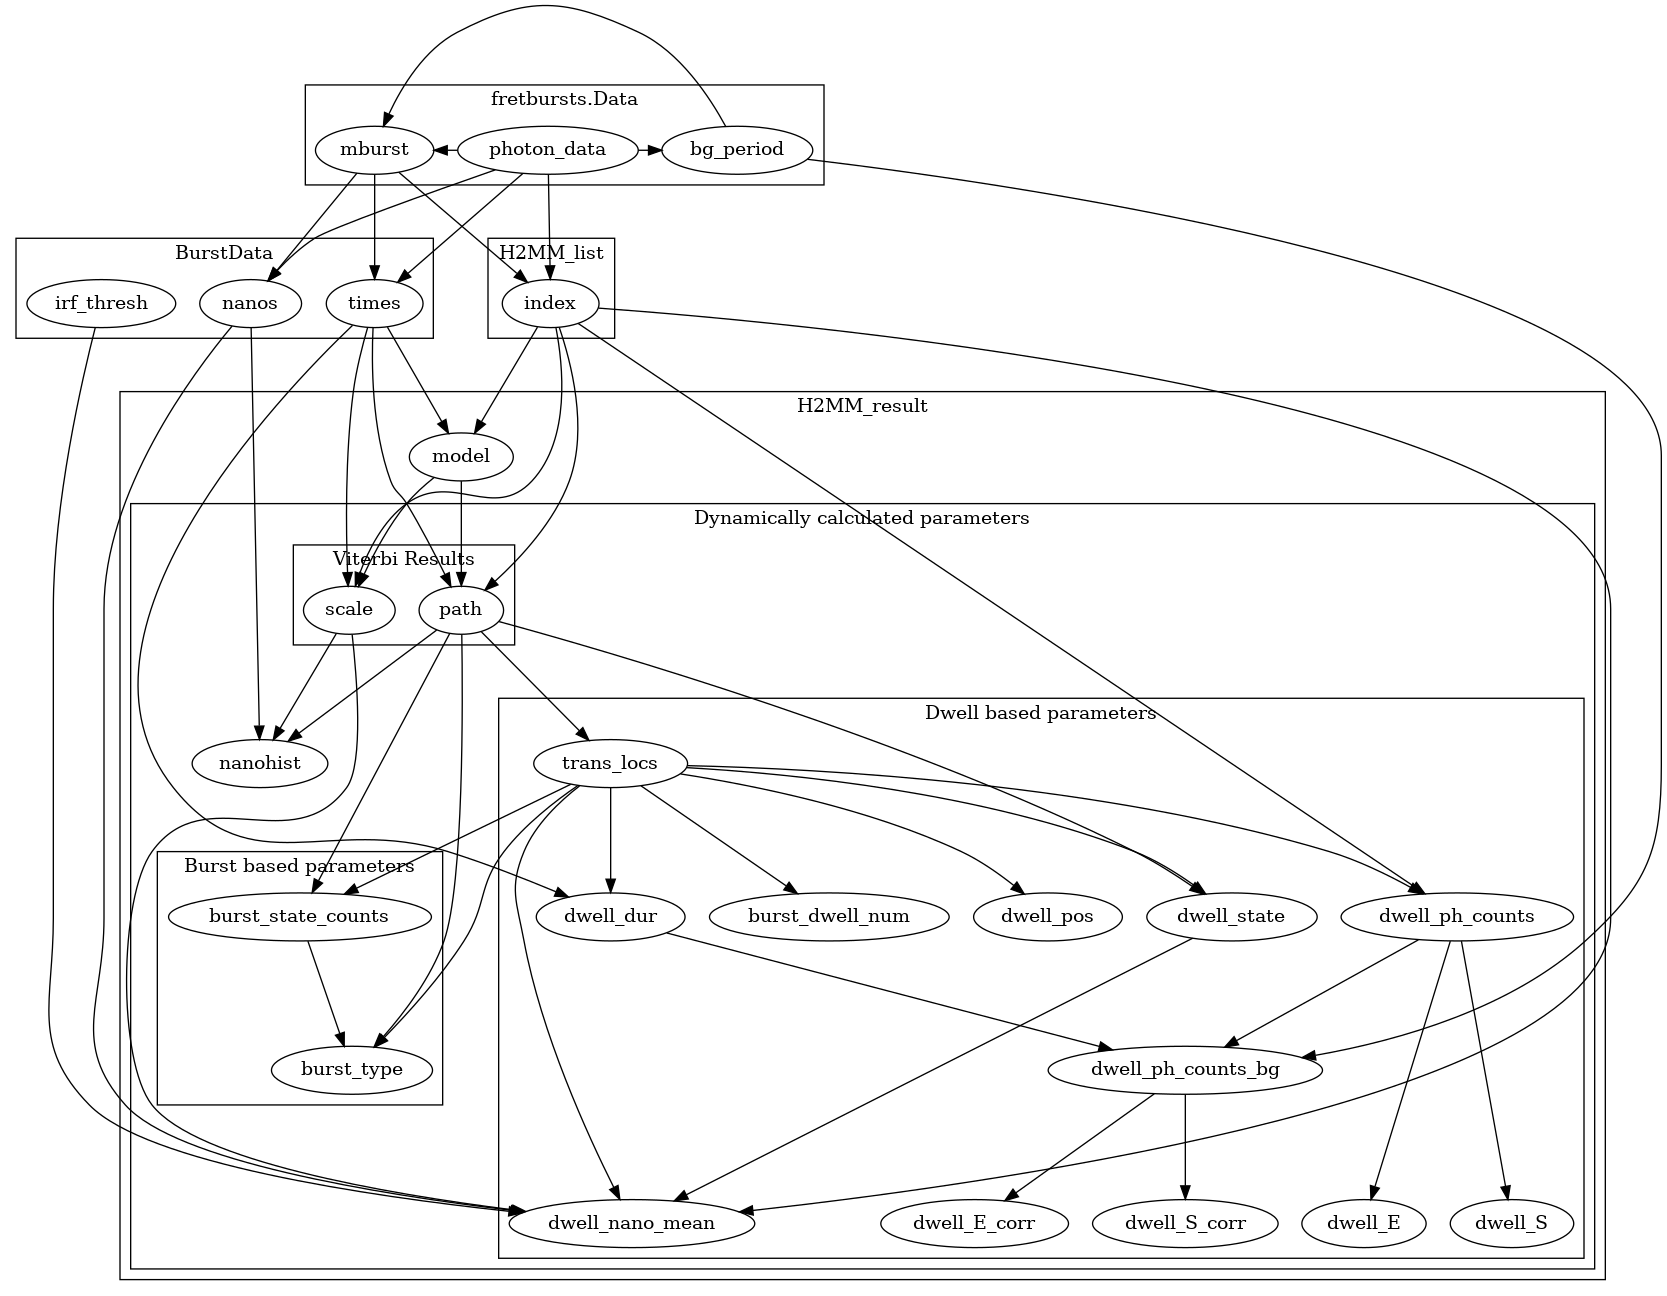 fretbursts.Data
mburst
photon_data
bg_period
BurstData
H2MM_list
irf_thresh
nanos
times
index
H2MM_result
model
Dynamically calculated parameters
Viterbi Results
scale
path
Dwell based parameters
nanohist
trans_locs
Burst based parameters
burst_state_counts
dwell_dur
burst_dwell_num
dwell_pos
dwell_state
dwell_ph_counts
burst_type
dwell_ph_counts_bg
dwell_nano_mean
dwell_E_corr
dwell_S_corr
dwell_E
dwell_S